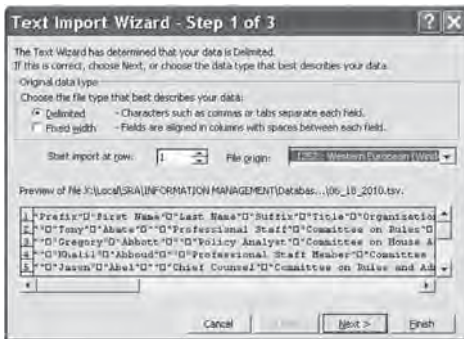 Text Import Wizard - Step 1 of 3
The Text Wizard has determined that your data is Delimited.
If this is correct, choose Next, or choose the data type that best describes your data.
Original data type
Choose the file type that best describes your data:
Delimited - Characters such as commas or tabs separate each field.
Fixed width - Fields are aligned in columns with spaces between each field.
Start import at row: 1 File origin: 1252: Western European (Wind
Preview of file X:\Local\SRA\INFORMATION MANAGEMENT\Databas...\06_18_2010.tsv.
1 "Prefix"□"First Name"□"Last Name"□"Suffix"□"Title"□"Organization
2 ""□"Tony"□"Abate"□""□"Professional Staff"□"Committee on Rules"□
3 ""□"Gregory"□"Abbott"□""□"Policy Analyst"□"Committee on House A
4 ""□"Khalil"□"Abboud"□""□"Professional Staff Member"□"Committee
5 ""□"Jason"□"Abel"□""□"Chief Counsel"□"Committee on Rules and Adm
Cancel Next > Finish